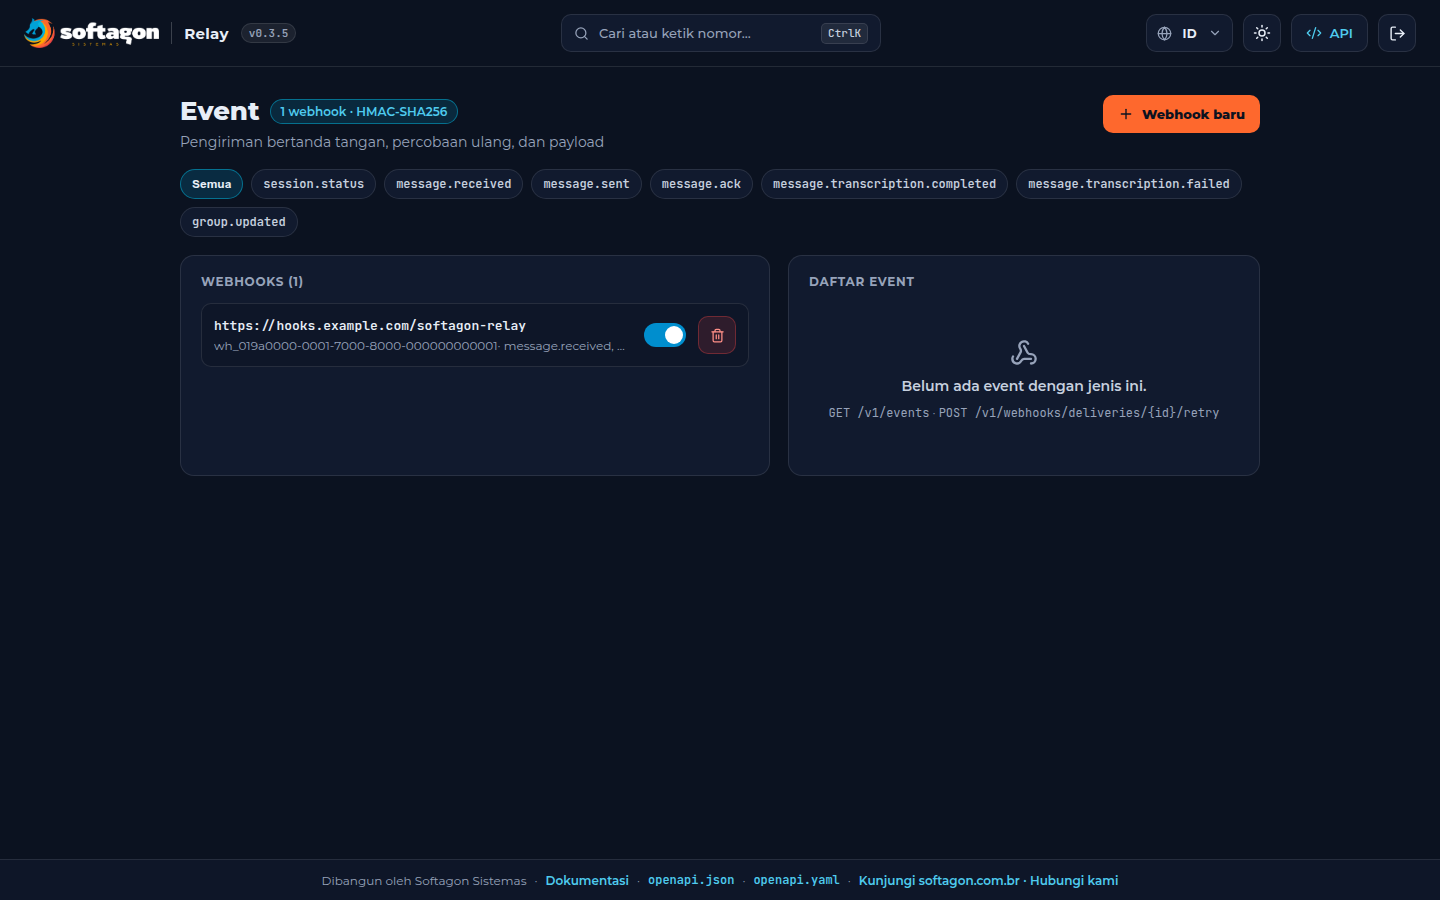 softagon
SISTEMAS
Relay
v0.3.5
Cari atau ketik nomor...
CtrlK
ID
API
Event
1 webhook · HMAC-SHA256
Webhook baru
Pengiriman bertanda tangan, percobaan ulang, dan payload
Semua
session.status
message.received
message.sent
message.ack
message.transcription.completed
message.transcription.failed
group.updated
WEBHOOKS (1)
https://hooks.example.com/softagon-relay
wh_019a0000-0001-7000-8000-000000000001· message.received, ...
DAFTAR EVENT
Belum ada event dengan jenis ini.
GET /v1/events · POST /v1/webhooks/deliveries/{id}/retry
Dibangun oleh Softagon Sistemas · Dokumentasi · openapi.json · openapi.yaml · Kunjungi softagon.com.br · Hubungi kami